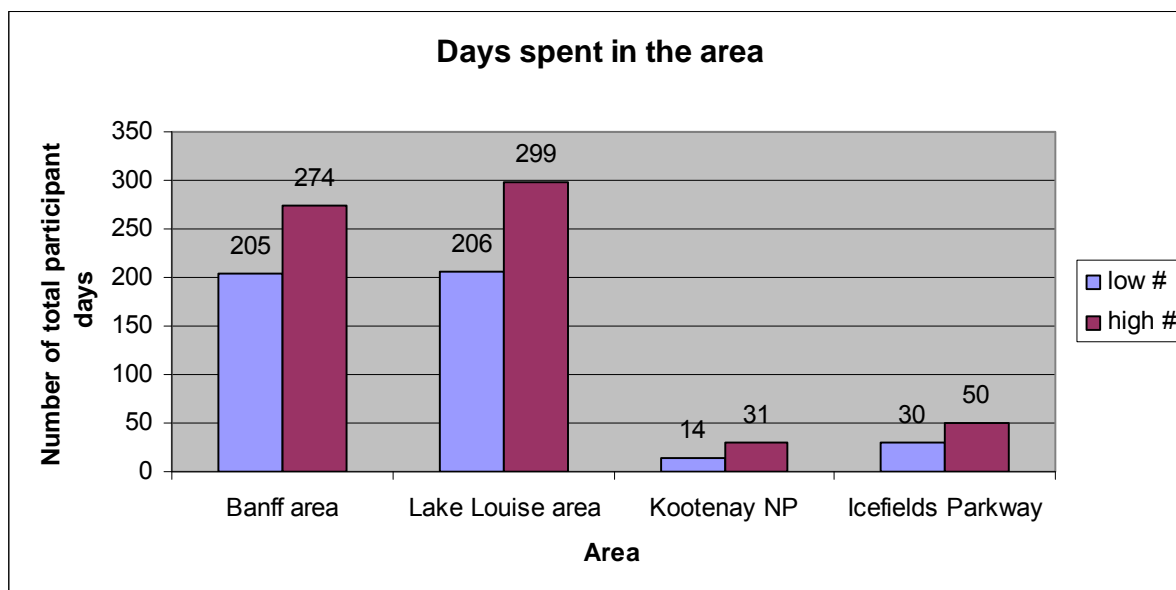 Days spent in the area
Number of total participant
days
350
300
250
200
150
100
50
0
205
274
206
299
14
31
30
50
Banff area
Lake Louise area
Kootenay NP
Icefields Parkway
Area
low #
high #